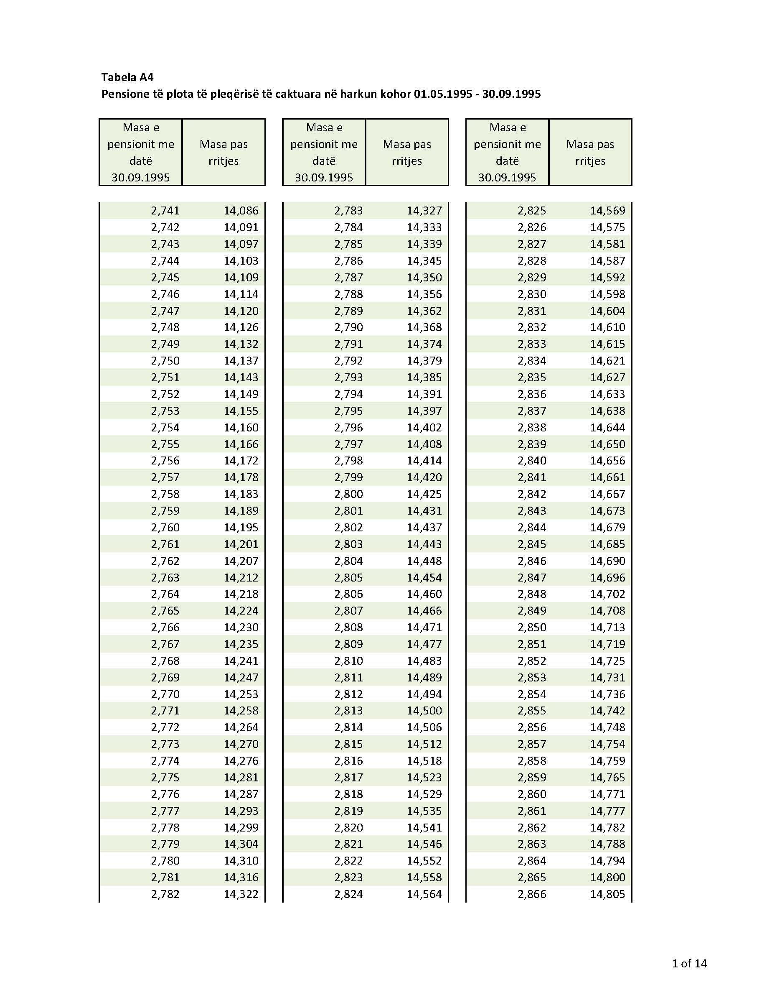 Tabela A4
Pensione të plota të pleqërisë të caktuara në harkun kohor 01.05.1995 - 30.09.1995
Masa e pensionit me datë 30.09.1995 Masa pas rritjes Masa e pensionit me datë 30.09.1995 Masa pas rritjes Masa e pensionit me datë 30.09.1995 Masa pas rritjes
2,741 14,086 2,783 14,327 2,825 14,569
2,742 14,091 2,784 14,333 2,826 14,575
2,743 14,097 2,785 14,339 2,827 14,581
2,744 14,103 2,786 14,345 2,828 14,587
2,745 14,109 2,787 14,350 2,829 14,592
2,746 14,114 2,788 14,356 2,830 14,598
2,747 14,120 2,789 14,362 2,831 14,604
2,748 14,126 2,790 14,368 2,832 14,610
2,749 14,132 2,791 14,374 2,833 14,615
2,750 14,137 2,792 14,379 2,834 14,621
2,751 14,143 2,793 14,385 2,835 14,627
2,752 14,149 2,794 14,391 2,836 14,633
2,753 14,155 2,795 14,397 2,837 14,638
2,754 14,160 2,796 14,402 2,838 14,644
2,755 14,166 2,797 14,408 2,839 14,650
2,756 14,172 2,798 14,414 2,840 14,656
2,757 14,178 2,799 14,420 2,841 14,661
2,758 14,183 2,800 14,425 2,842 14,667
2,759 14,189 2,801 14,431 2,843 14,673
2,760 14,195 2,802 14,437 2,844 14,679
2,761 14,201 2,803 14,443 2,845 14,685
2,762 14,207 2,804 14,448 2,846 14,690
2,763 14,212 2,805 14,454 2,847 14,696
2,764 14,218 2,806 14,460 2,848 14,702
2,765 14,224 2,807 14,466 2,849 14,708
2,766 14,230 2,808 14,471 2,850 14,713
2,767 14,235 2,809 14,477 2,851 14,719
2,768 14,241 2,810 14,483 2,852 14,725
2,769 14,247 2,811 14,489 2,853 14,731
2,770 14,253 2,812 14,494 2,854 14,736
2,771 14,258 2,813 14,500 2,855 14,742
2,772 14,264 2,814 14,506 2,856 14,748
2,773 14,270 2,815 14,512 2,857 14,754
2,774 14,276 2,816 14,518 2,858 14,759
2,775 14,281 2,817 14,523 2,859 14,765
2,776 14,287 2,818 14,529 2,860 14,771
2,777 14,293 2,819 14,535 2,861 14,777
2,778 14,299 2,820 14,541 2,862 14,782
2,779 14,304 2,821 14,546 2,863 14,788
2,780 14,310 2,822 14,552 2,864 14,794
2,781 14,316 2,823 14,558 2,865 14,800
2,782 14,322 2,824 14,564 2,866 14,805
1 of 14